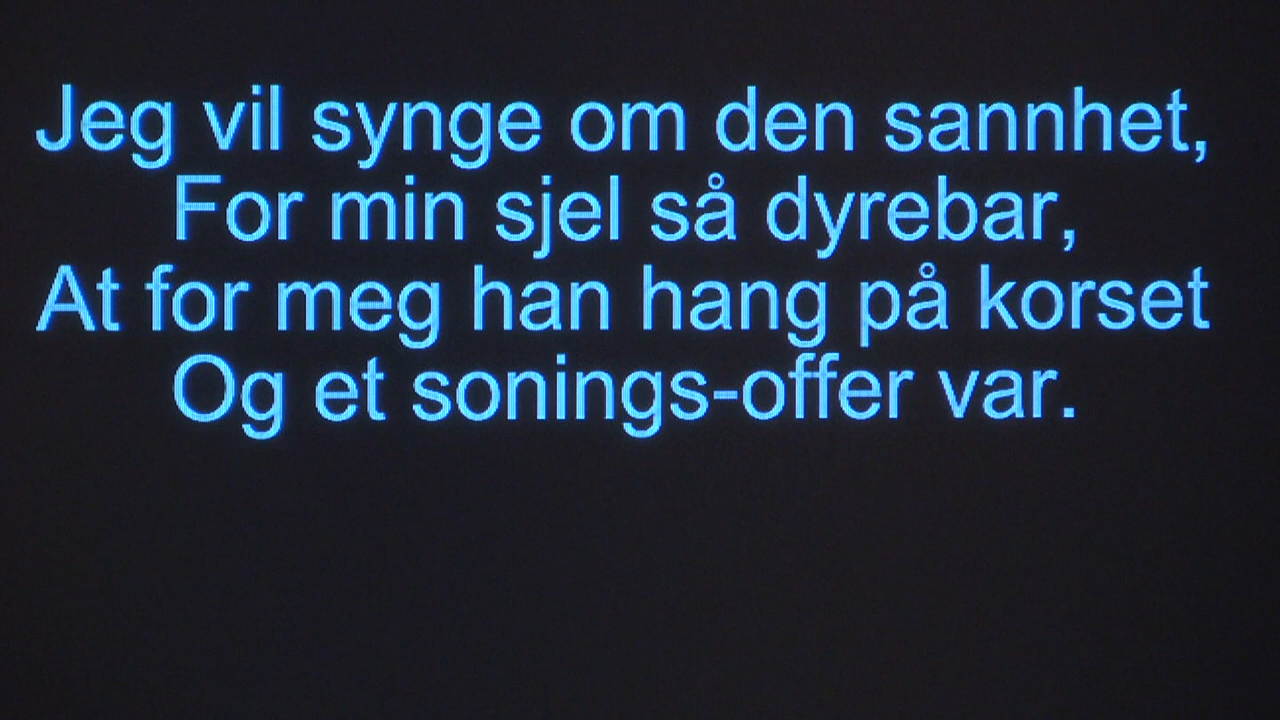 Jeg vil synge om den sannhet,
For min sjel så dyrebar,
At for meg han hang på korset
Og et sonings-offer var.